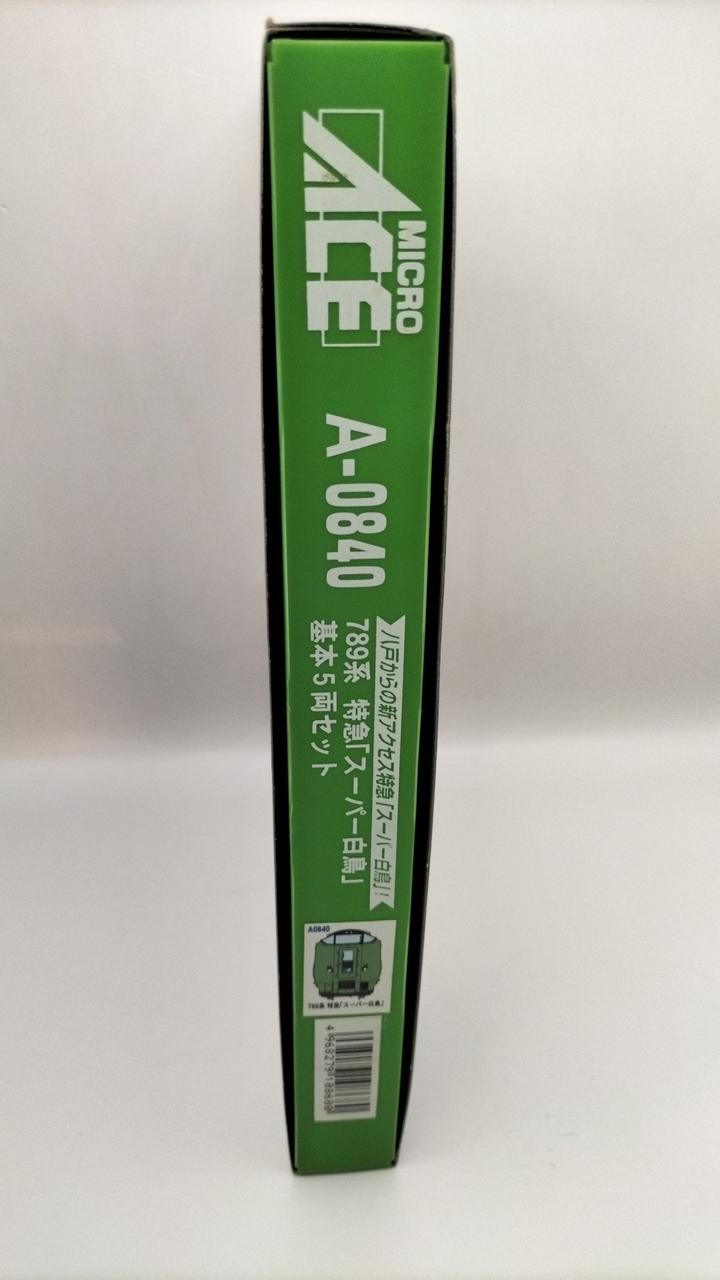 MICRO
ACE
A-0840
八戸からの新アクセス特急「スーパー白鳥」!
789系 特急「スーパー白鳥」
基本5両セット
A0840
789系 特急「スーパー白鳥」